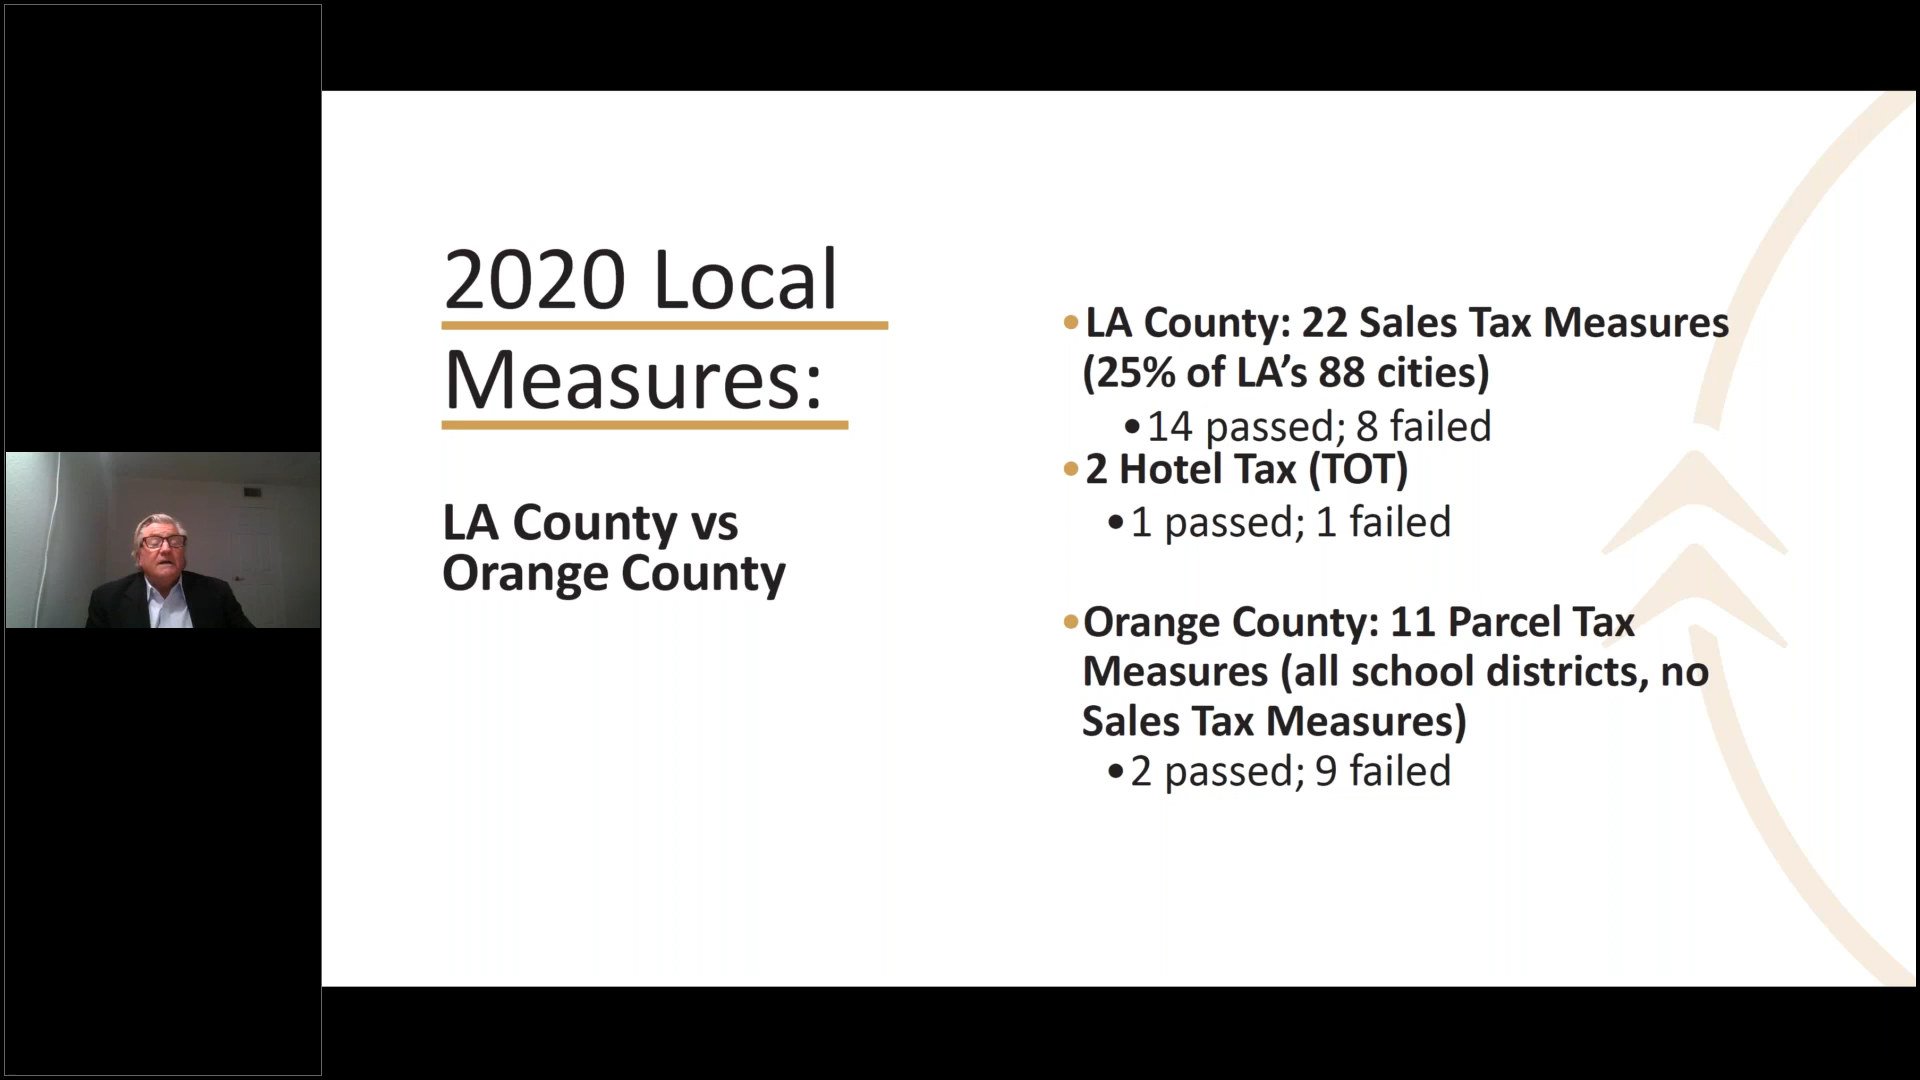 2020 Local
Measures:
LA County vs
Orange County
•LA County: 22 Sales Tax Measures
(25% of LA’s 88 cities)
•14 passed; 8 failed
•2 Hotel Tax (TOT)
•1 passed; 1 failed
•Orange County: 11 Parcel Tax
Measures (all school districts, no
Sales Tax Measures)
•2 passed; 9 failed